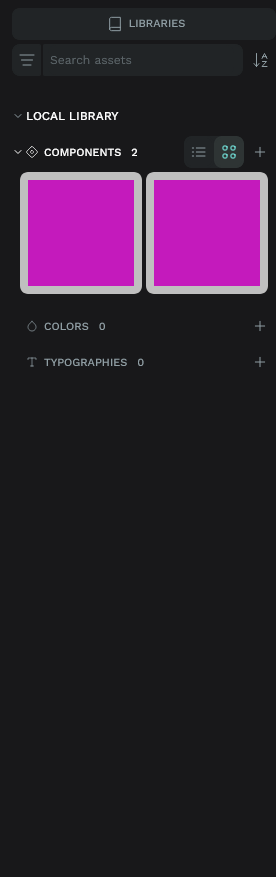 LIBRARIES
Search assets
A
Z
LOCAL LIBRARY
COMPONENTS 2
COLORS 0
TYPOGRAPHIES 0